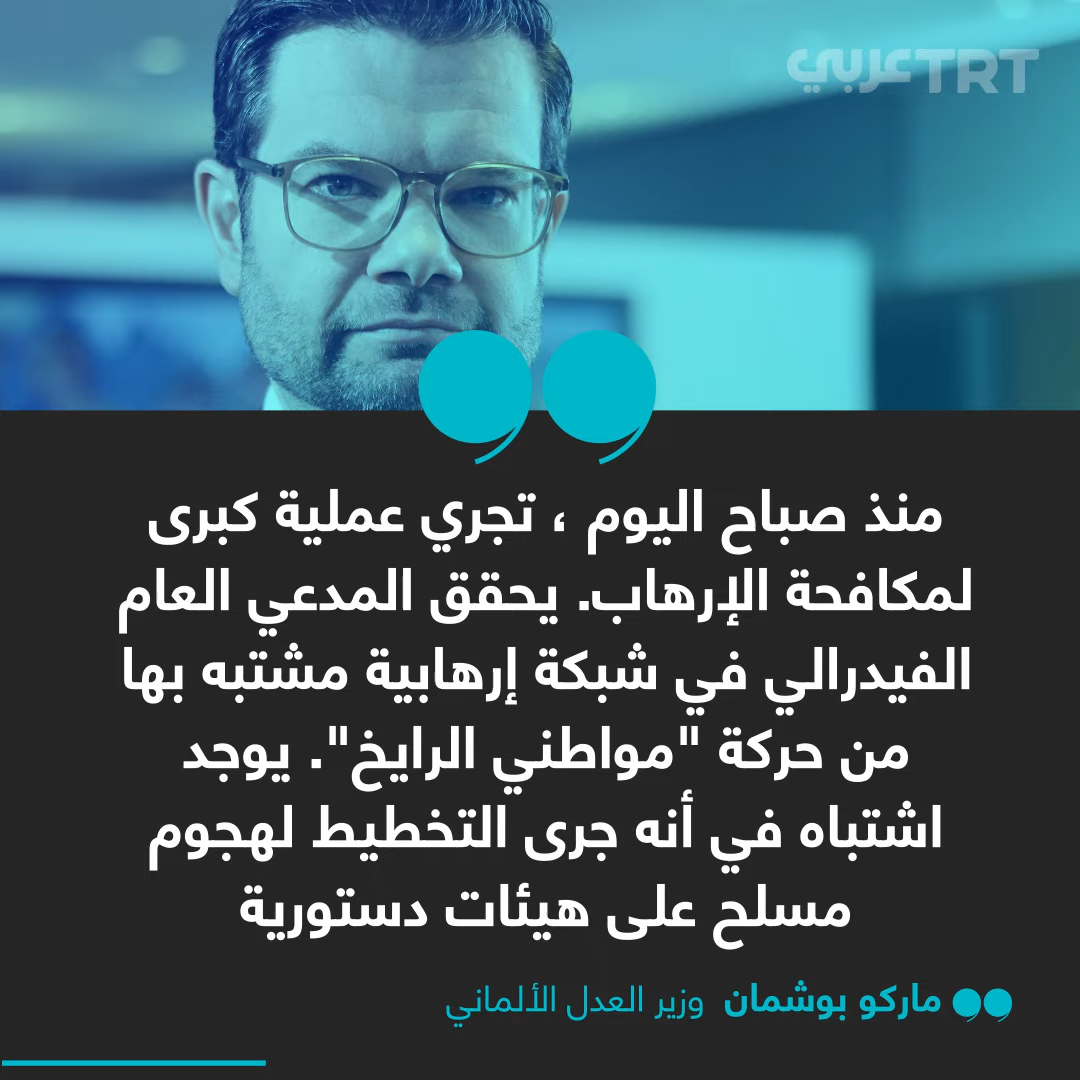 TRT عربي
منذ صباح اليوم ، تجري عملية كبرى
لمكافحة الإرهاب. يحقق المدعي العام
الفيدرالي في شبكة إرهابية مشتبه بها
من حركة "مواطني الرايخ". يوجد
اشتباه في أنه جرى التخطيط لهجوم
مسلح على هيئات دستورية
ماركو بوشمان وزير العدل الألماني